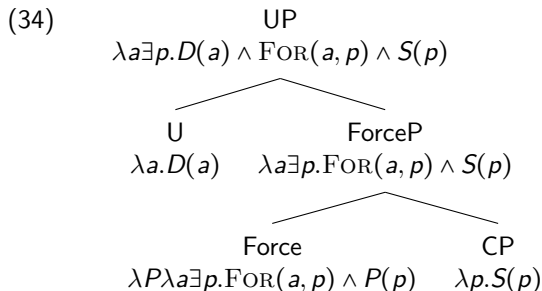 (34) UP
λa∃p.D(a) ∧ FOR(a, p) ∧ S(p)
U ForceP
λa.D(a) λa∃p.FOR(a, p) ∧ S(p)
Force CP
λPλa∃p.FOR(a, p) ∧ P(p) λp.S(p)